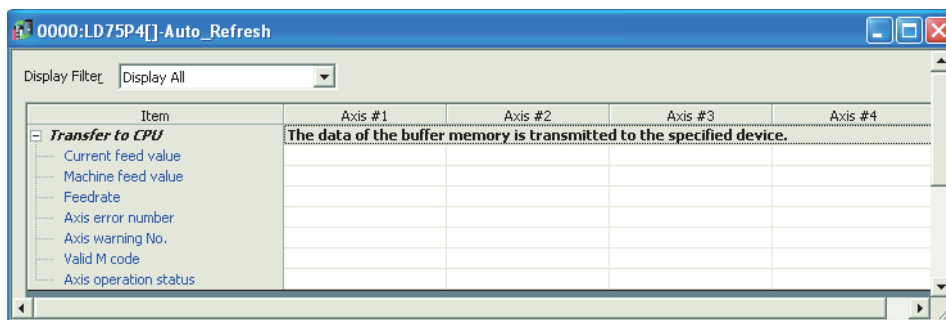 0000:LD75P4[]-Auto_Refresh
Display Filter Display All
Item Axis #1 Axis #2 Axis #3 Axis #4
Transfer to CPU The data of the buffer memory is transmitted to the specified device.
Current feed value
Machine feed value
Feedrate
Axis error number
Axis warning No.
Valid M code
Axis operation status